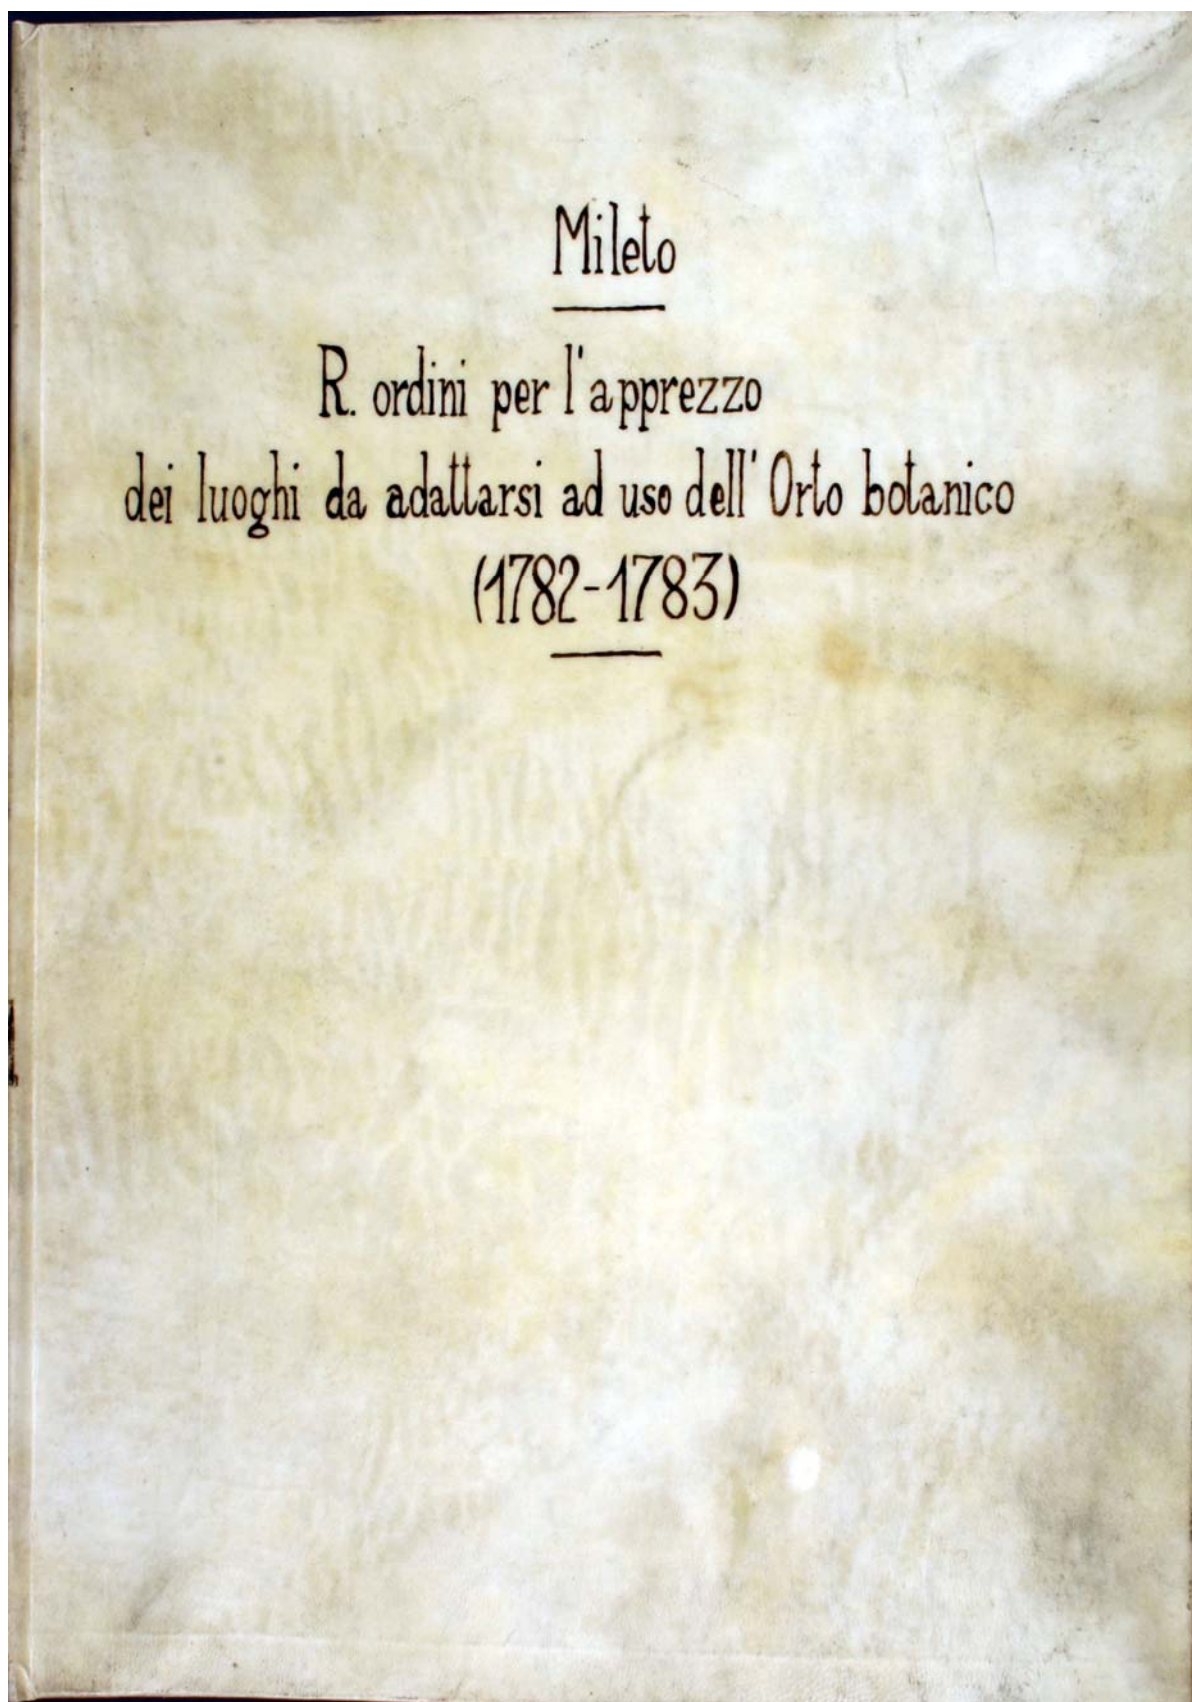 Mileto
R. ordini per l'apprezzo
dei luoghi da adattarsi ad uso dell'Orto botanico
(1782-1783)